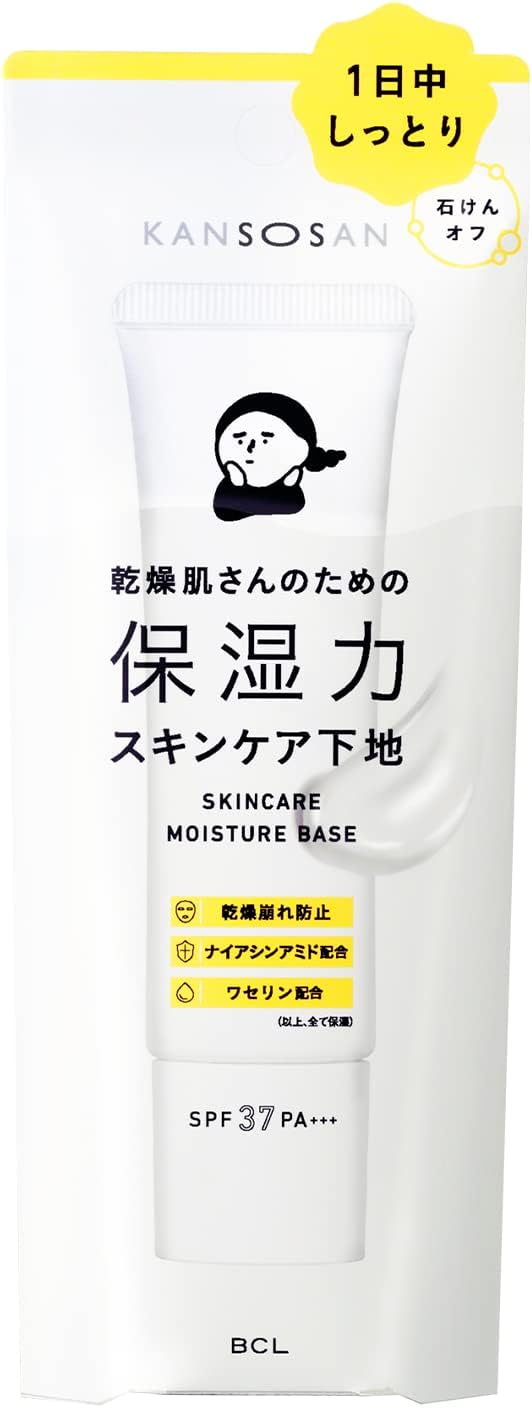 1日中
しっとり
石けん
オフ
KANSOSAN
乾燥肌さんのための
保湿力
スキンケア下地
SKINCARE
MOISTURE BASE
乾燥崩れ防止
ナイアシンアミド配合
ワセリン配合
(以上、全て保湿)
SPF 37 PA+++
BCL